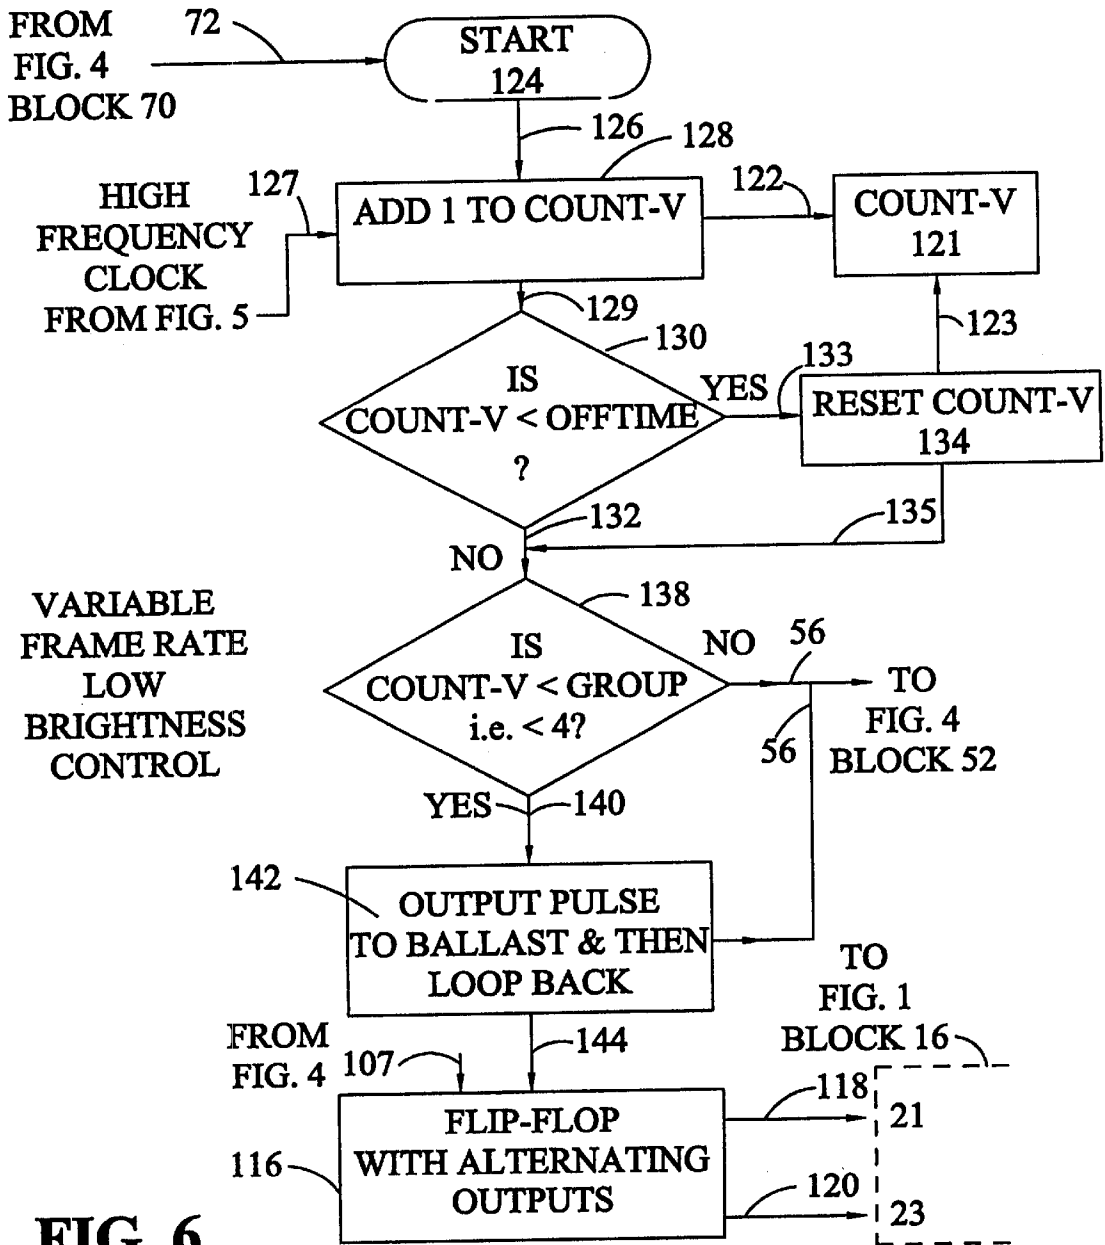 FROM
FIG. 4
BLOCK 70
72
START
124
126
128
HIGH
FREQUENCY
CLOCK
FROM FIG. 5
127
ADD 1 TO COUNT-V
122
COUNT-V
121
129
123
130
IS
COUNT-V < OFFTIME
?
YES
133
RESET COUNT-V
134
132
135
NO
VARIABLE
FRAME RATE
LOW
BRIGHTNESS
CONTROL
138
IS
COUNT-V < GROUP
i.e. < 4?
NO
56
56
TO
FIG. 4
BLOCK 52
YES
140
142
OUTPUT PULSE
TO BALLAST & THEN
LOOP BACK
TO
FIG. 1
BLOCK 16
FROM
FIG. 4
107
144
118
116
FLIP-FLOP
WITH ALTERNATING
OUTPUTS
21
120
23
FIG. 6